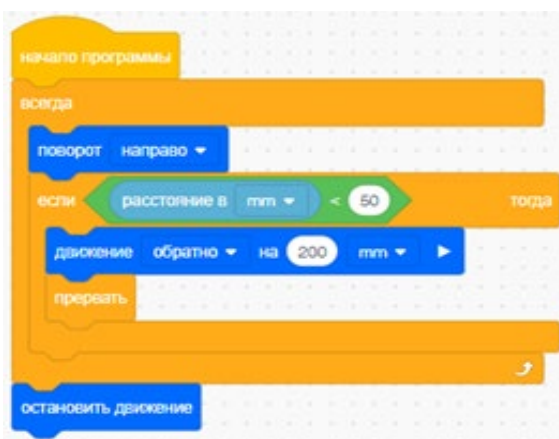 начало программы
всегда
поворот направо
если расстояние в mm < 50 тогда
движение обратно на 200 mm
прервать
остановить движение